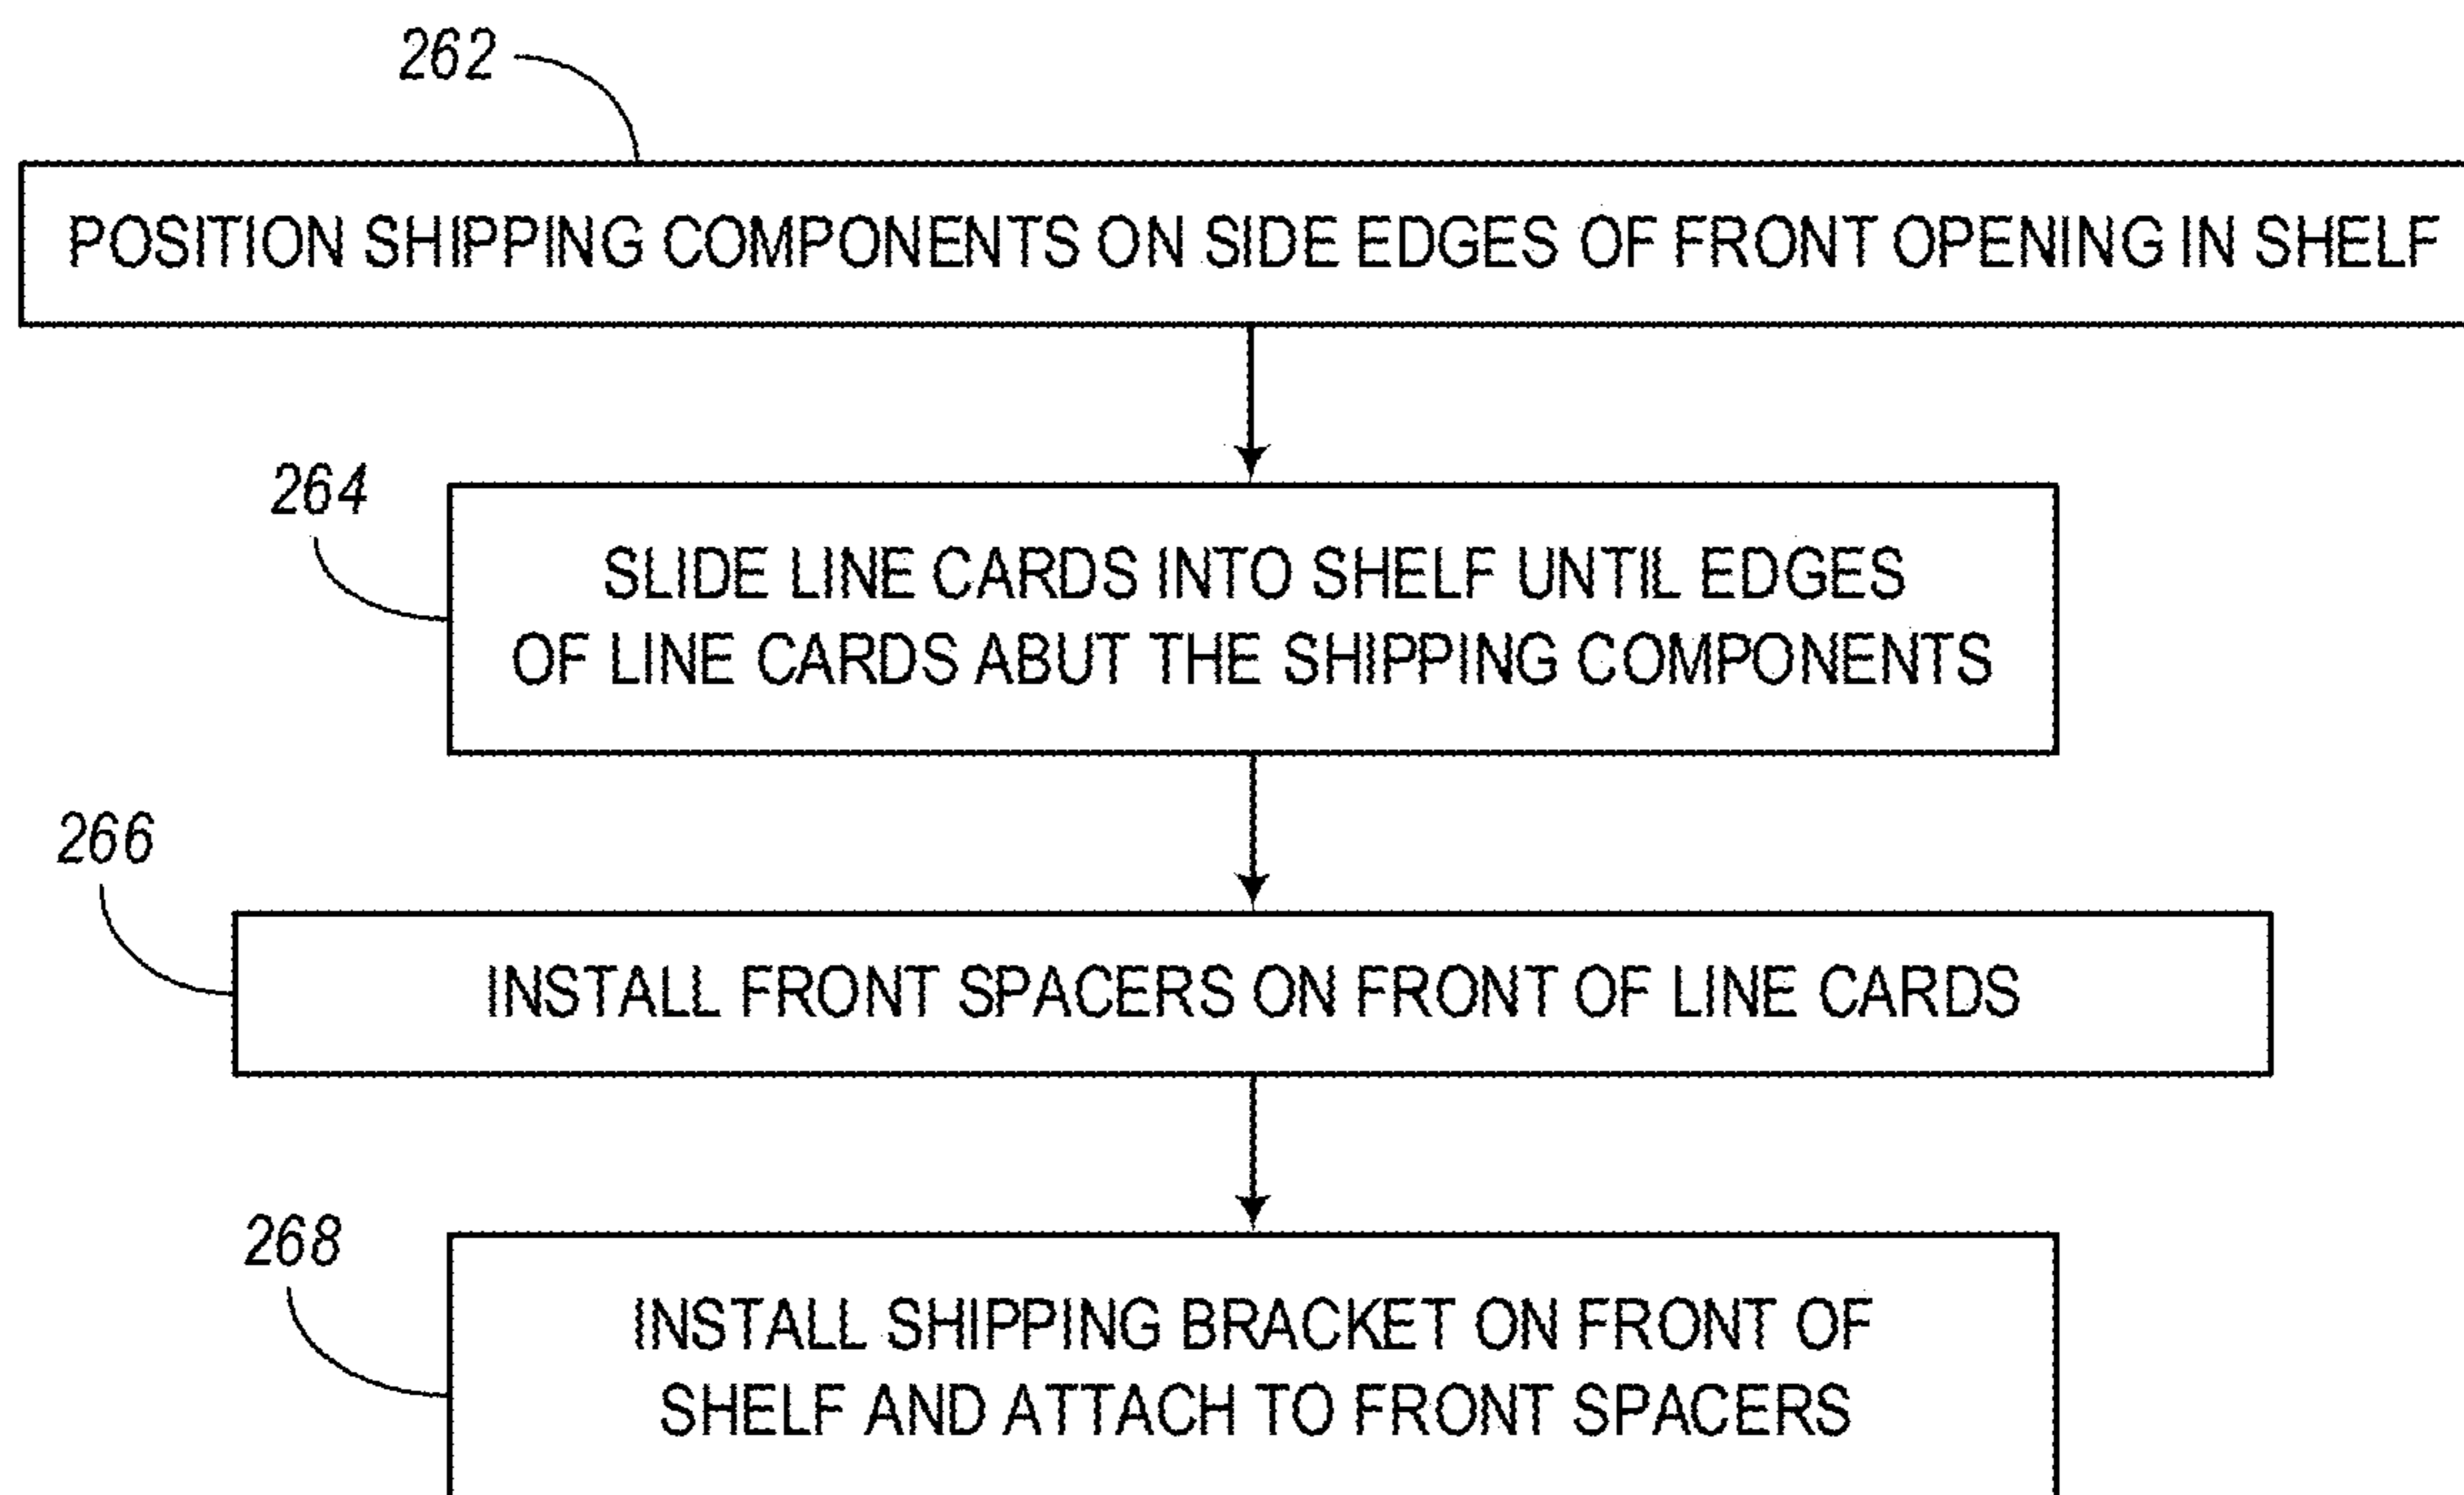 262
POSITION SHIPPING COMPONENTS ON SIDE EDGES OF FRONT OPENING IN SHELF
264
SLIDE LINE CARDS INTO SHELF UNTIL EDGES
OF LINE CARDS ABUT THE SHIPPING COMPONENTS
266
INSTALL FRONT SPACERS ON FRONT OF LINE CARDS
268
INSTALL SHIPPING BRACKET ON FRONT OF
SHELF AND ATTACH TO FRONT SPACERS